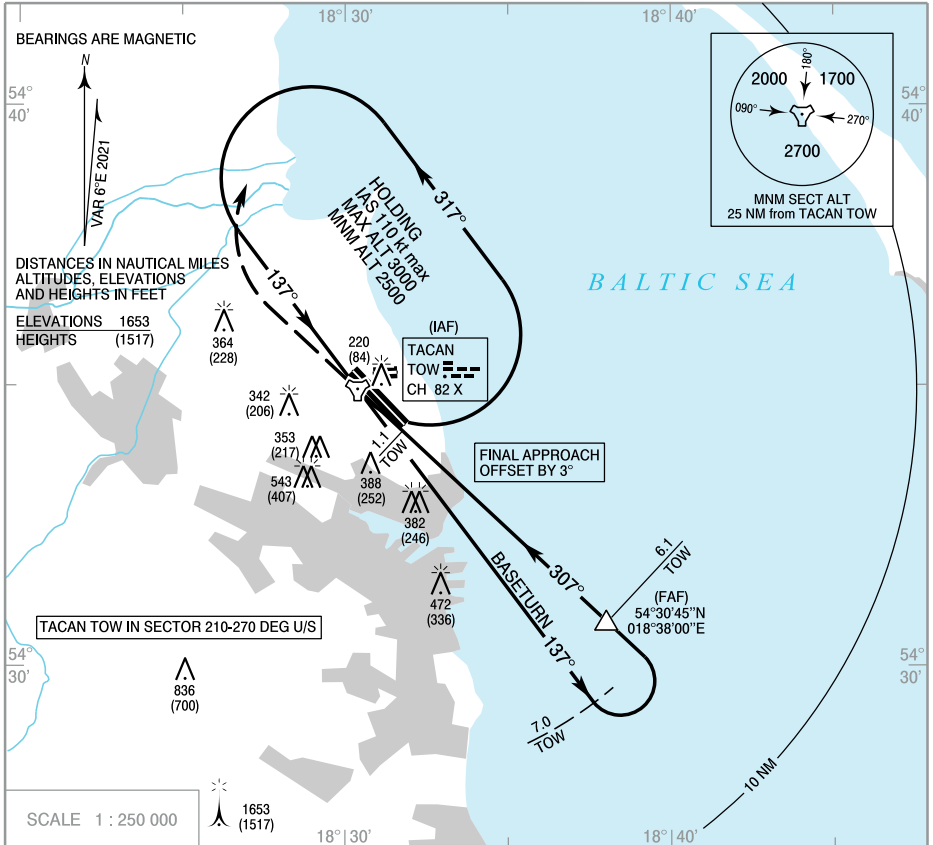 18° 30'
18° 40'
BEARINGS ARE MAGNETIC
N
VAR 6°E 2021
54°
40'
54°
40'
180°
2000
1700
090°
270°
2700
MNM SECT ALT
25 NM from TACAN TOW
HOLDING
IAS 110 kt max
MAX ALT 3000
MNM ALT 2500
317°
137°
BALTIC SEA
DISTANCES IN NAUTICAL MILES
ALTITUDES, ELEVATIONS
AND HEIGHTS IN FEET
ELEVATIONS 1653
HEIGHTS (1517)
364
(228)
220
(84)
(IAF)
TACAN
TOW
CH 82 X
342
(206)
353
(217)
543
(407)
388
(252)
382
(246)
1.1
TOW
FINAL APPROACH
OFFSET BY 3°
472
(336)
BASETURN 137°
307°
6.1
TOW
(FAF)
54°30'45"N
018°38'00"E
TACAN TOW IN SECTOR 210-270 DEG U/S
836
(700)
54°
30'
54°
30'
7.0
TOW
10 NM
1653
(1517)
SCALE 1 : 250 000
18° 30'
18° 40'